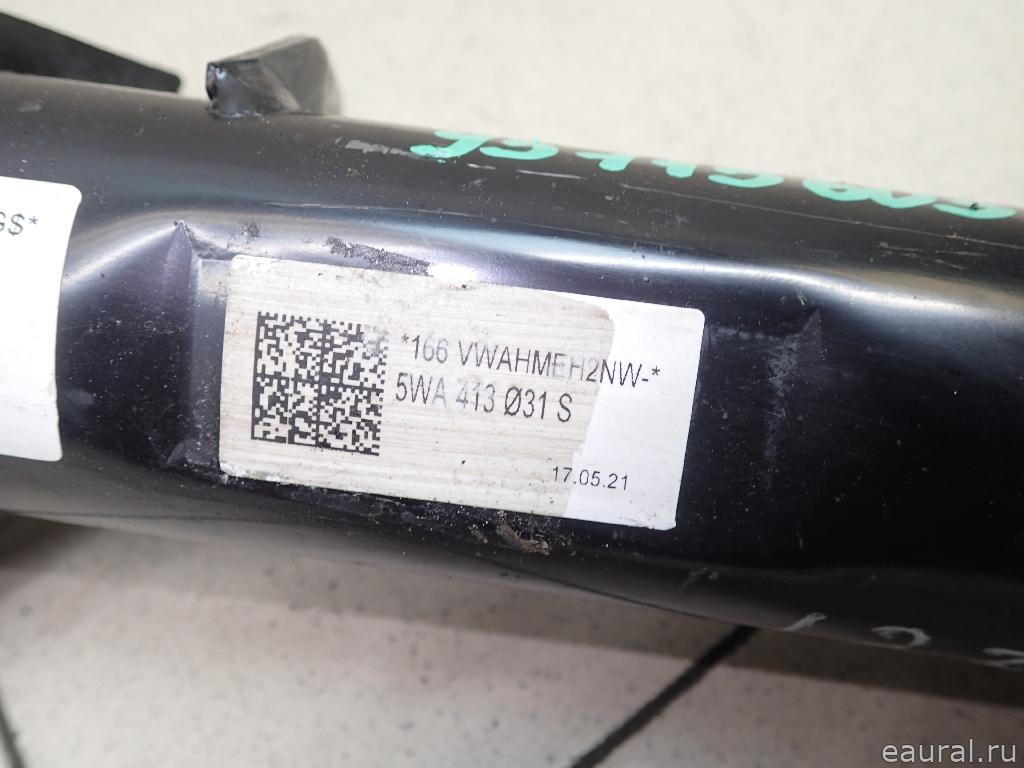 *166 VWAHMEH2NW-*
5WA 413 Ø31 S
17.05.21
eaural.ru